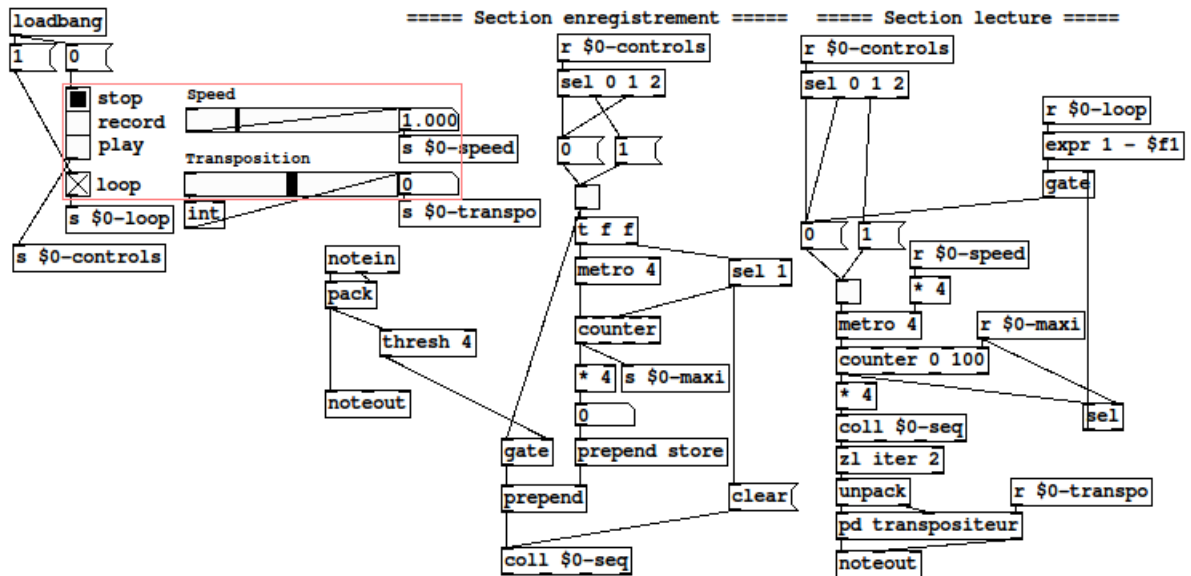 loadbang
1
0
stop
record
play
loop
Speed
1.000
s $0-speed
Transposition
0
s $0-loop
int
s $0-transpo
s $0-controls
notein
pack
thresh 4
noteout
===== Section enregistrement =====
r $0-controls
sel 0 1 2
0
1
t f f
metro 4
sel 1
counter
* 4
s $0-maxi
0
gate
prepend store
prepend
clear
coll $0-seq
===== Section lecture =====
r $0-controls
sel 0 1 2
r $0-loop
expr 1 - $f1
gate
0
1
r $0-speed
* 4
metro 4
r $0-maxi
counter 0 100
* 4
sel
coll $0-seq
zl iter 2
unpack
r $0-transpo
pd transpositeur
noteout